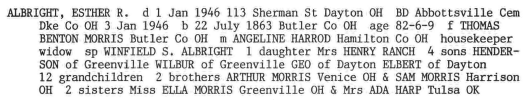 ALBRIGHT, ESTHER R. d 1 Jan 1946 113 Sherman St Dayton OH BD Abbottsville Cem
Dke Co OH 3 Jan 1946 b 22 July 1863 Butler Co OH age 82-6-9 f THOMAS
BENTON MORRIS Butler Co OH m ANGELINE HARROD Hamilton Co OH housekeeper
widow sp WINFIELD S. ALBRIGHT 1 daughter Mrs HENRY RANCH 4 sons HENDER-
SON of Greenville WILBUR of Greenville GEO of Dayton ELBERT of Dayton
12 grandchildren 2 brothers ARTHUR MORRIS Venice OH & SAM MORRIS Harrison
OH 2 sisters Miss ELLA MORRIS Greenville OH & Mrs ADA HARP Tulsa OK